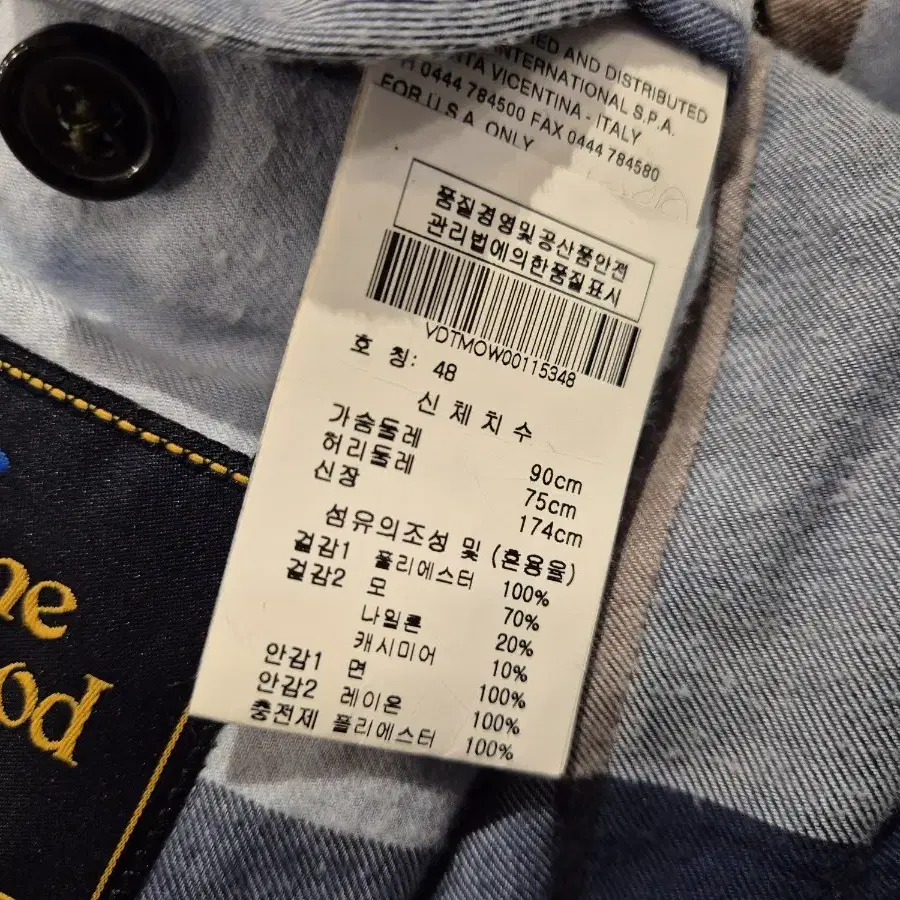 IED AND DISTRIBUTED
INTERNATIONAL S.P.A.
VICENTINA - ITALY
0444 784500 FAX 0444 784580
FOR U.S.A. ONLY
품질경영및공산품안전
관리법에의한품질표시
VDTMOW00115348
호 칭: 48
신 체 치 수
가슴둘레 90cm
허리둘레 75cm
신장 174cm
섬유의조성 및 (혼용율)
겉감1 폴리에스터 100%
겉감2 모 70%
나일론 20%
캐시미어 10%
안감1 면 100%
안감2 레이온 100%
충전제 폴리에스터 100%
ne
ood